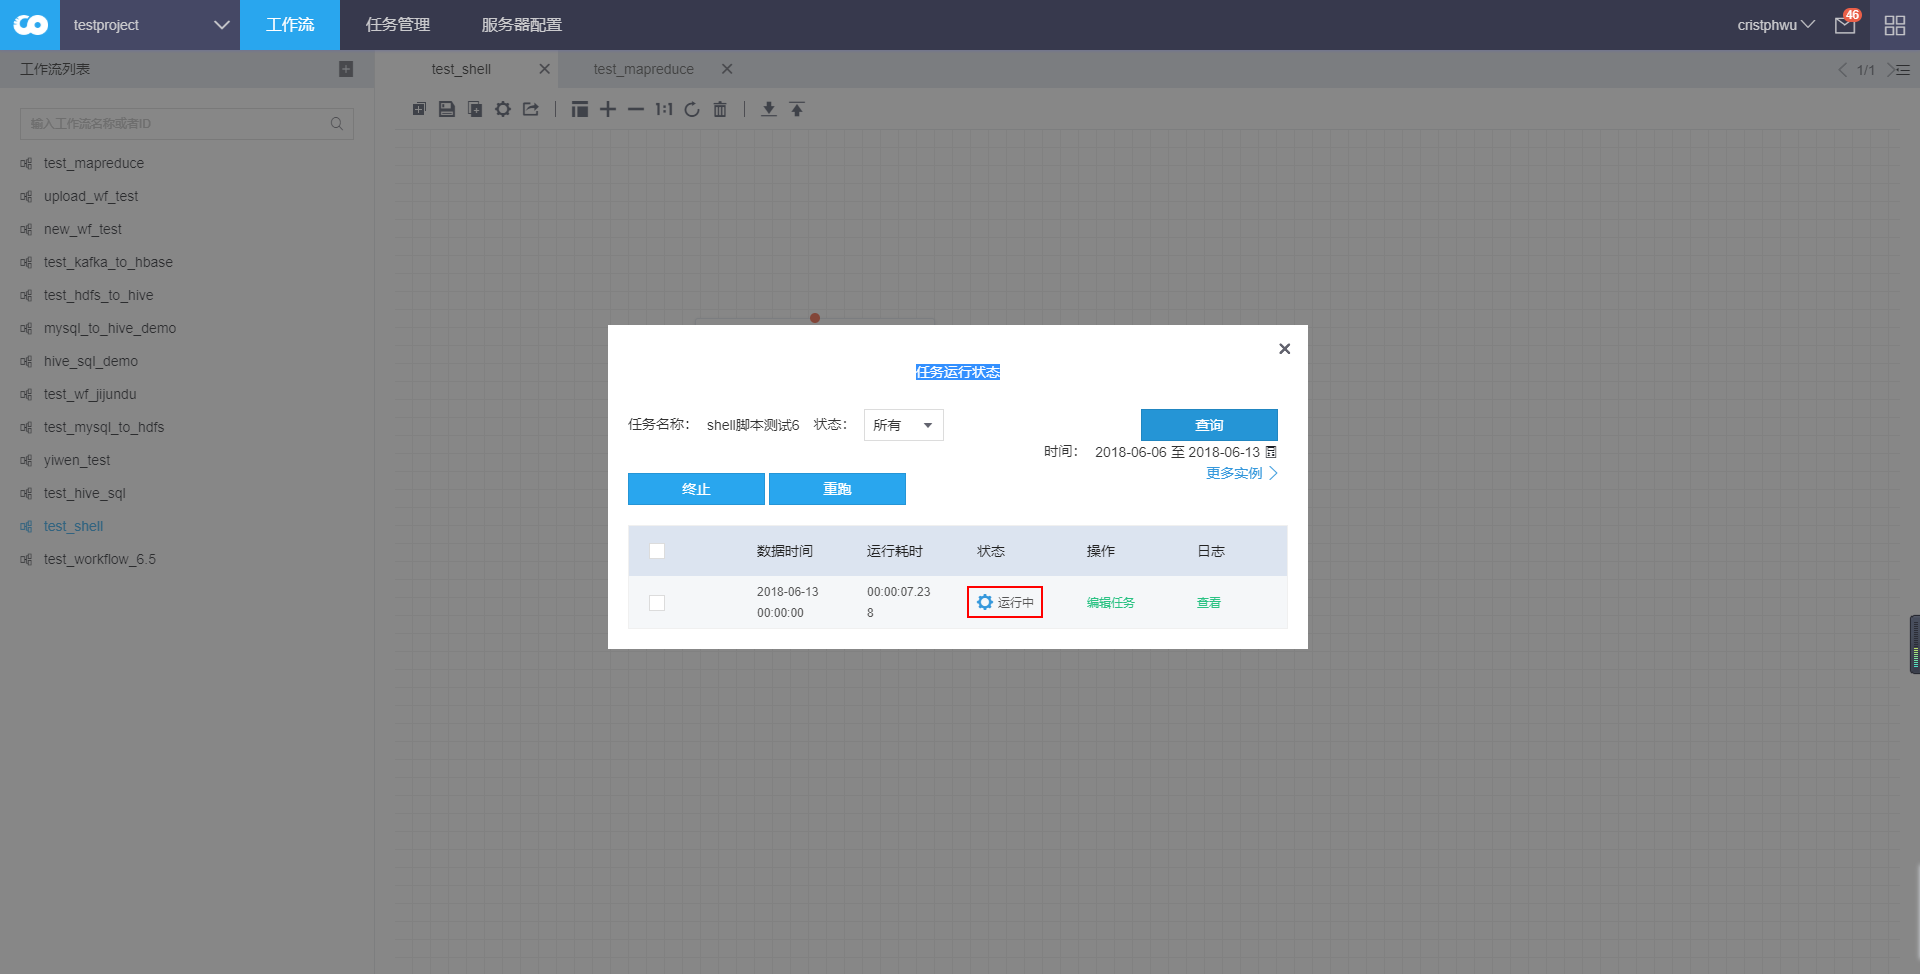 testproject
工作流
任务管理
服务器配置
cristphwu
46
工作流列表
test_shell
test_mapreduce
1/1
1:1
输入工作流名称或者ID
test_mapreduce
upload_wf_test
new_wf_test
test_kafka_to_hbase
test_hdfs_to_hive
mysql_to_hive_demo
hive_sql_demo
test_wf_jijundu
test_mysql_to_hdfs
yiwen_test
test_hive_sql
test_shell
test_workflow_6.5
任务运行状态
任务名称： shell脚本测试6 状态： 所有 查询
时间： 2018-06-06 至 2018-06-13
更多实例
终止 重跑
数据时间 运行耗时 状态 操作 日志
2018-06-13 00:00:07.23
00:00:00 8
运行中 编辑任务 查看